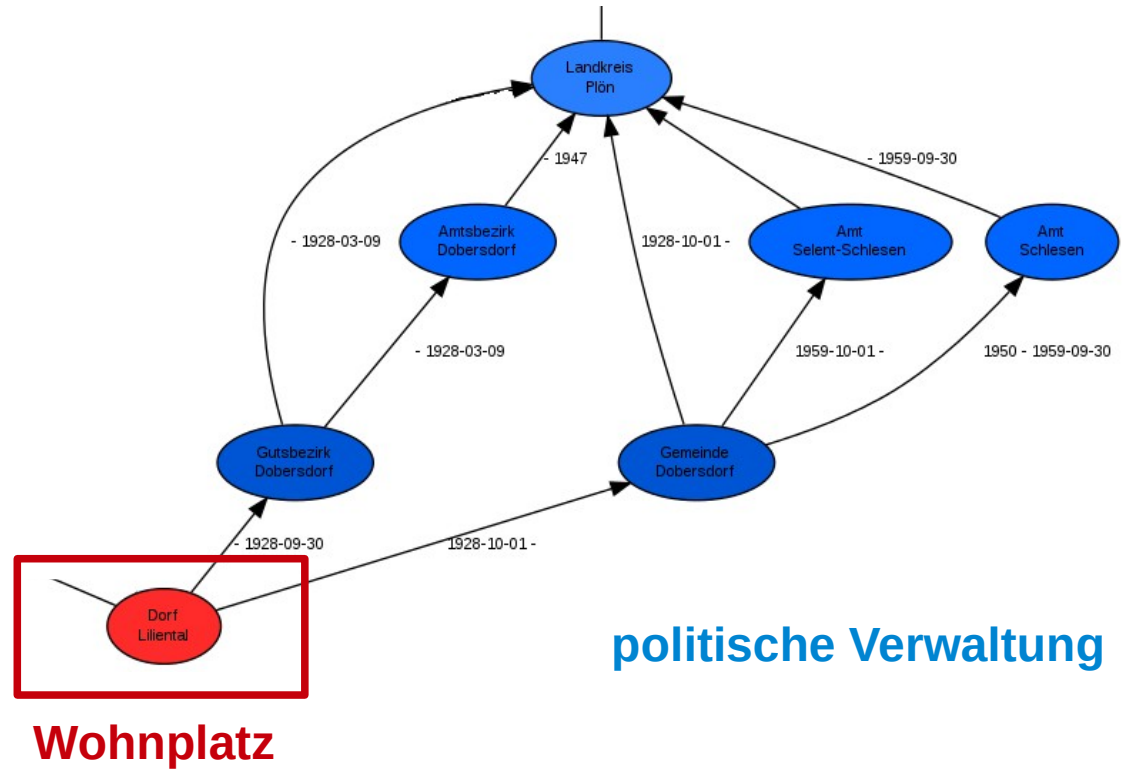 Landkreis
Plön
- 1947
- 1959-09-30
Amtsbezirk
Dobersdorf
Amt
Selent-Schlesen
Amt
Schlesen
- 1928-03-09
1928-10-01 -
- 1928-03-09
1959-10-01 -
1950 - 1959-09-30
Gutsbezirk
Dobersdorf
Gemeinde
Dobersdorf
- 1928-09-30
1928-10-01 -
Dorf
Liliental
politische Verwaltung
Wohnplatz